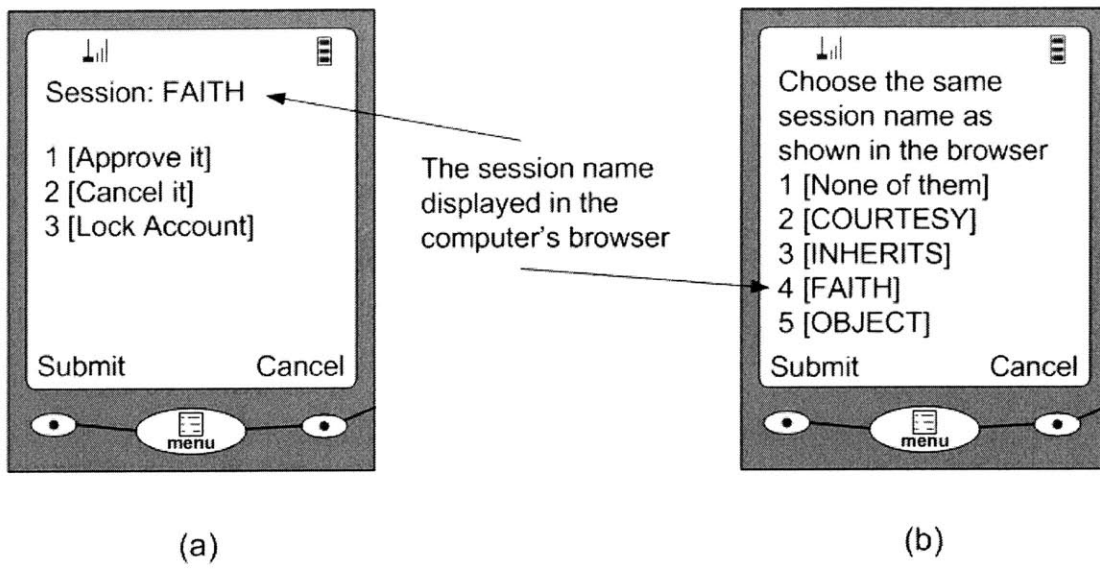 Session: FAITH
1 [Approve it]
2 [Cancel it]
3 [Lock Account]
Submit Cancel
menu
The session name
displayed in the
computer's browser
Choose the same
session name as
shown in the browser
1 [None of them]
2 [COURTESY]
3 [INHERITS]
4 [FAITH]
5 [OBJECT]
Submit Cancel
menu
(a)
(b)